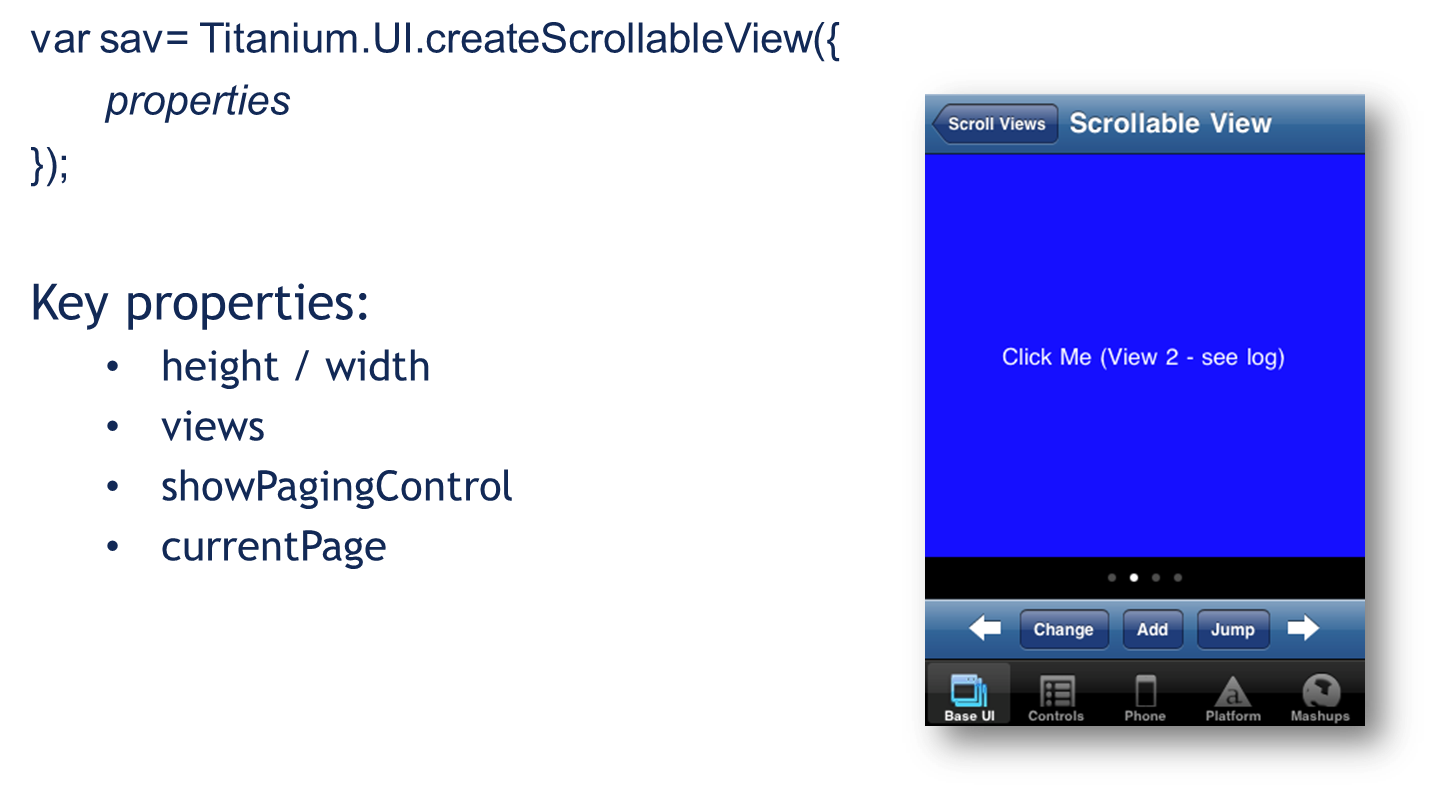 var sav= Titanium.UI.createScrollableView({
properties
});
Key properties:
• height / width
• views
• showPagingControl
• currentPage
Scroll Views Scrollable View
Click Me (View 2 - see log)
Change Add Jump
Base UI Controls Phone Platform Mashups